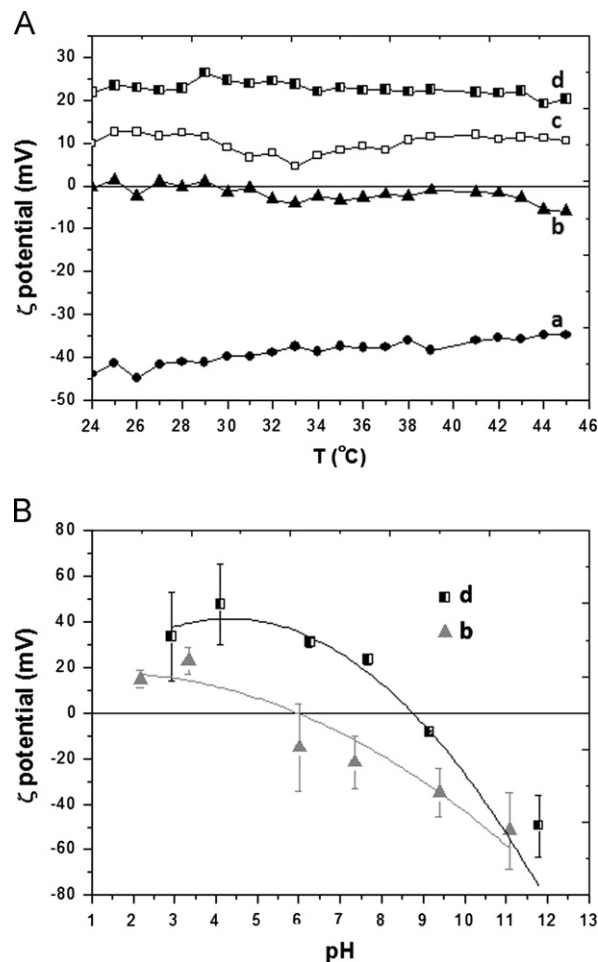 A
ζ potential (mV)
30
20
10
0
-10
-20
-30
-40
-50
d
c
b
a
24 26 28 30 32 34 36 38 40 42 44 46
T (°C)
B
ζ potential (mV)
80
60
40
20
0
-20
-40
-60
-80
d
b
1 2 3 4 5 6 7 8 9 10 11 12 13
pH